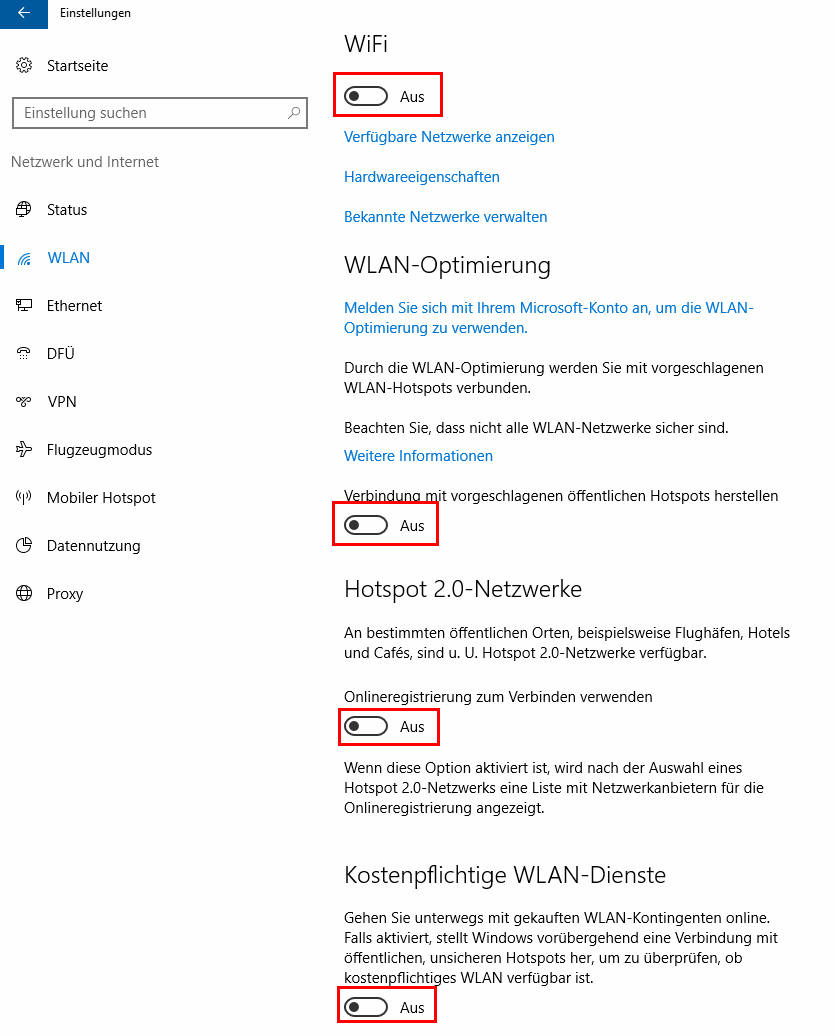 Einstellungen
Startseite
Einstellung suchen
Netzwerk und Internet
Status
WLAN
Ethernet
DFÜ
VPN
Flugzeugmodus
Mobiler Hotspot
Datennutzung
Proxy
WiFi
Aus
Verfügbare Netzwerke anzeigen
Hardwareeigenschaften
Bekannte Netzwerke verwalten
WLAN-Optimierung
Melden Sie sich mit Ihrem Microsoft-Konto an, um die WLAN-
Optimierung zu verwenden.
Durch die WLAN-Optimierung werden Sie mit vorgeschlagenen
WLAN-Hotspots verbunden.
Beachten Sie, dass nicht alle WLAN-Netzwerke sicher sind.
Weitere Informationen
Verbindung mit vorgeschlagenen öffentlichen Hotspots herstellen
Aus
Hotspot 2.0-Netzwerke
An bestimmten öffentlichen Orten, beispielsweise Flughäfen, Hotels
und Cafés, sind u. U. Hotspot 2.0-Netzwerke verfügbar.
Onlineregistrierung zum Verbinden verwenden
Aus
Wenn diese Option aktiviert ist, wird nach der Auswahl eines
Hotspot 2.0-Netzwerks eine Liste mit Netzwerkanbietern für die
Onlineregistrierung angezeigt.
Kostenpflichtige WLAN-Dienste
Gehen Sie unterwegs mit gekauften WLAN-Kontingenten online.
Falls aktiviert, stellt Windows vorübergehend eine Verbindung mit
öffentlichen, unsicheren Hotspots her, um zu überprüfen, ob
kostenpflichtiges WLAN verfügbar ist.
Aus